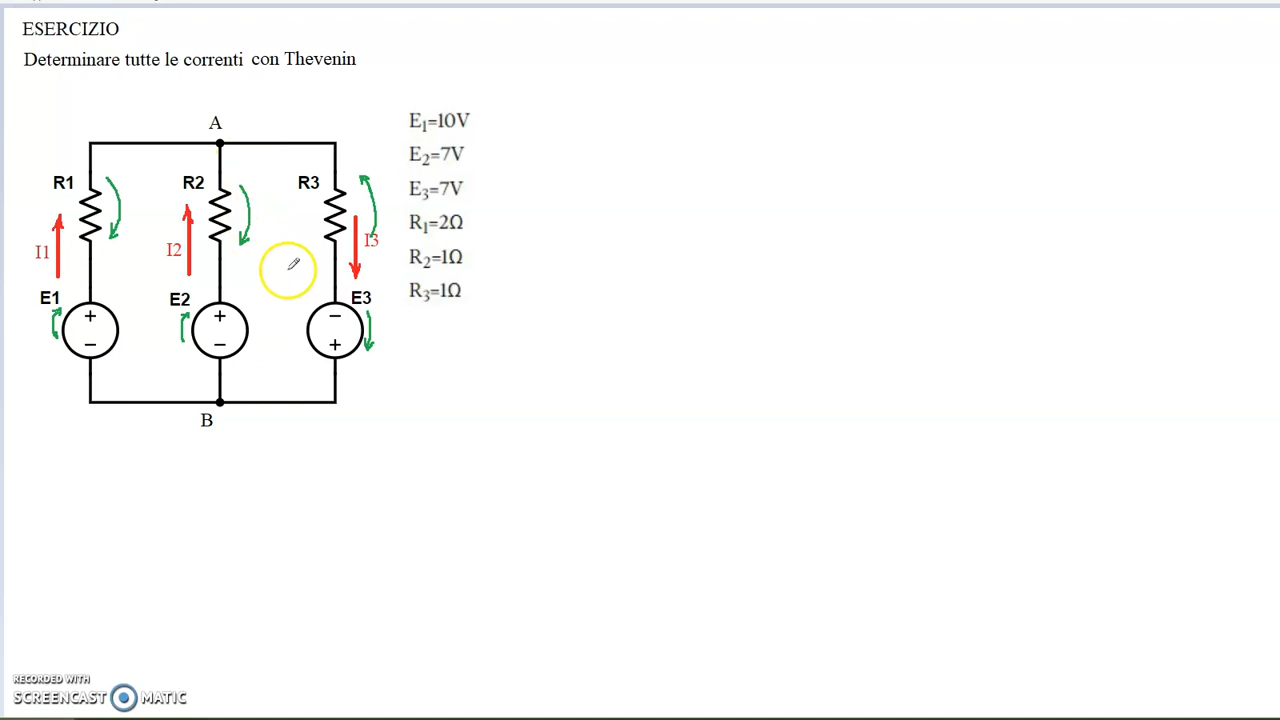 ESERCIZIO
Determinare tutte le correnti con Thevenin
A
E₁=10V
E₂=7V
R1 R2 R3
E₃=7V
R₁=2Ω
I1 I2 I3
R₂=1Ω
E1 E2 E3
R₃=1Ω
+ + −
− − +
B
RECORDED WITH
SCREENCAST MATIC